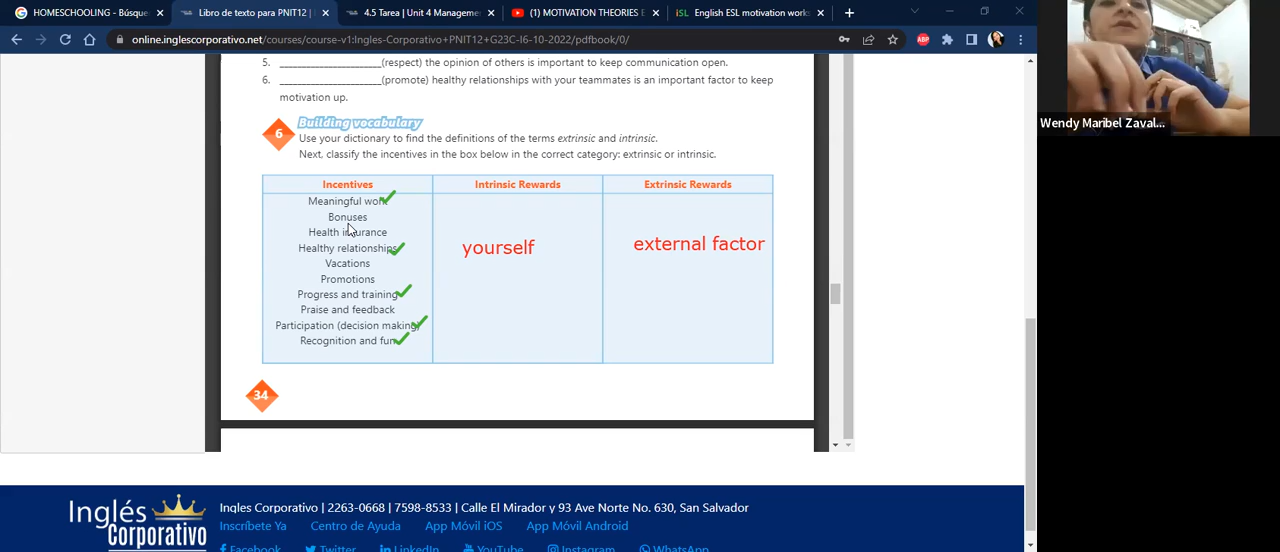 HOMESCHOOLING - Búsque
Libro de texto para PNIT12 |
4.5 Tarea | Unit 4 Managemen
(1) MOTIVATION THEORIES E
iSL English ESL motivation works
online.inglescorporativo.net/courses/course-v1:Ingles-Corporativo+PNIT12+G23C-I6-10-2022/pdfbook/0/
ABP
5. ______________________(respect) the opinion of others is important to keep communication open.
6. ______________________(promote) healthy relationships with your teammates is an important factor to keep
motivation up.
6
Building vocabulary
Use your dictionary to find the definitions of the terms extrinsic and intrinsic.
Next, classify the incentives in the box below in the correct category: extrinsic or intrinsic.
Incentives Intrinsic Rewards Extrinsic Rewards
Meaningful work
Bonuses
Health insurance
Healthy relationships
Vacations
Promotions
Progress and training
Praise and feedback
Participation (decision making)
Recognition and fun
yourself
external factor
34
Wendy Maribel Zaval...
Inglés
Corporativo
Ingles Corporativo | 2263-0668 | 7598-8533 | Calle El Mirador y 93 Ave Norte No. 630, San Salvador
Inscríbete Ya Centro de Ayuda App Móvil iOS App Móvil Android
Facebook Twitter LinkedIn YouTube Instagram WhatsApp